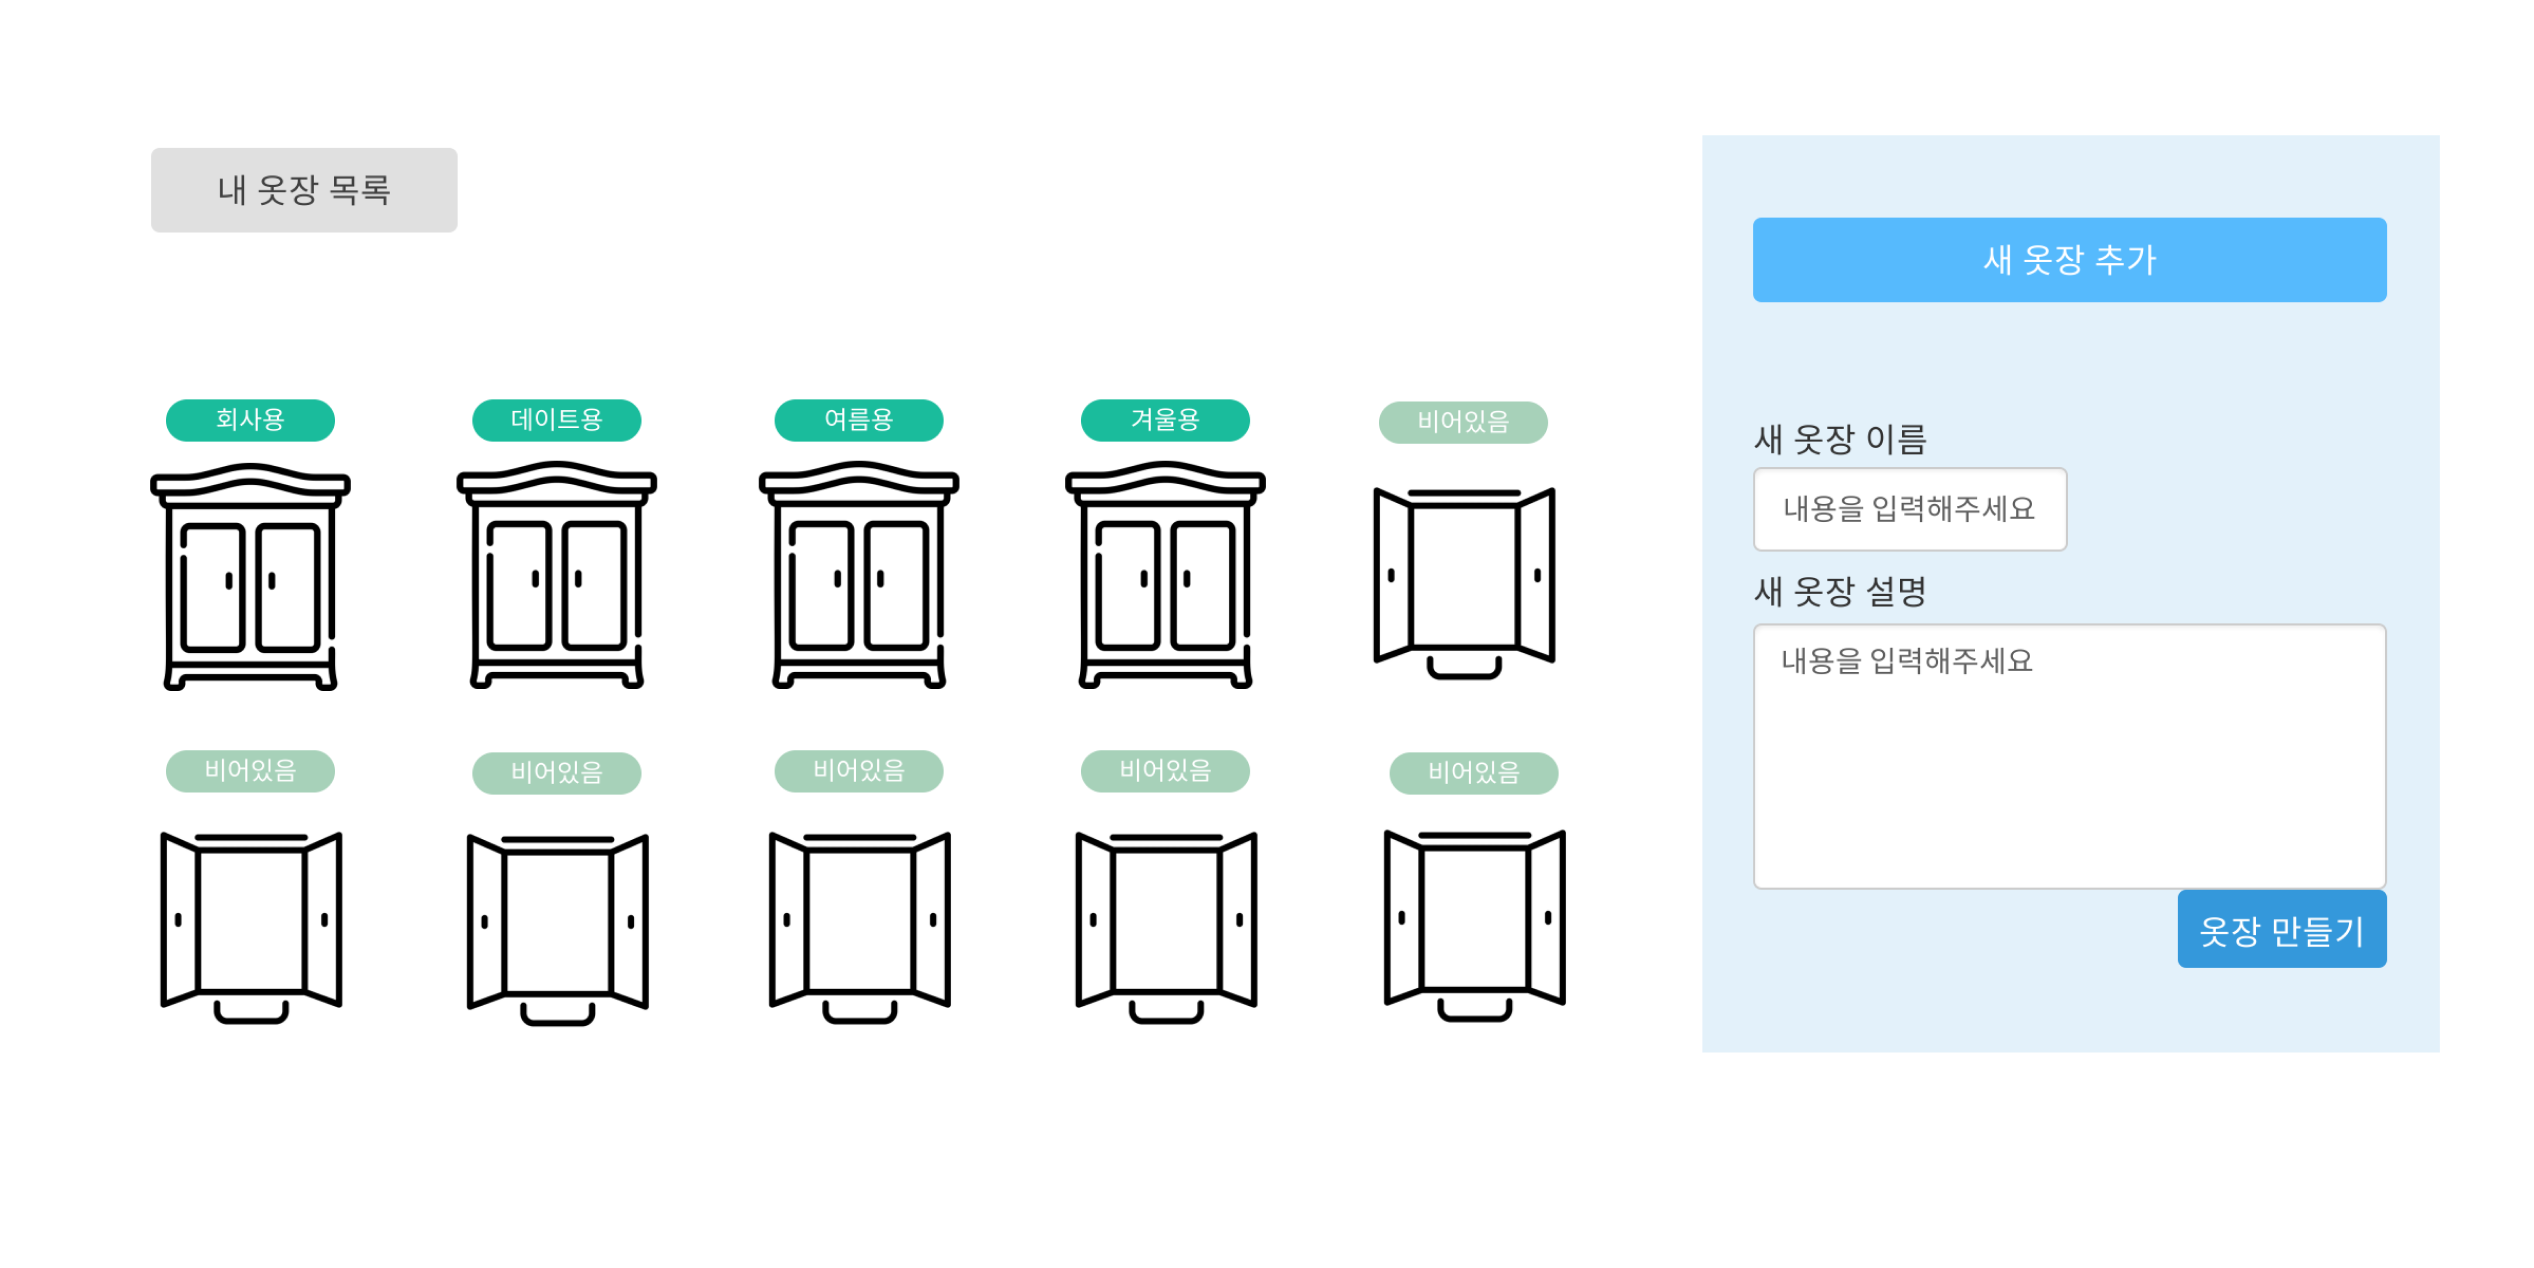 내 옷장 목록
회사용
데이트용
여름용
겨울용
비어있음
비어있음
비어있음
비어있음
비어있음
비어있음
새 옷장 추가
새 옷장 이름
내용을 입력해주세요
새 옷장 설명
내용을 입력해주세요
옷장 만들기